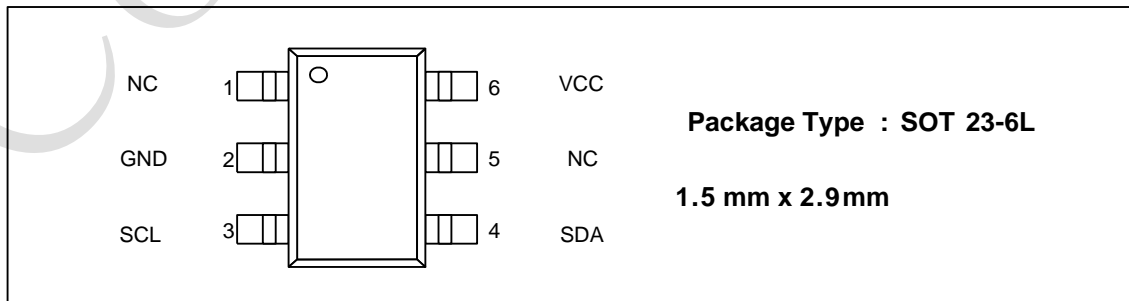 NC 1 6 VCC
Package Type : SOT 23-6L
GND 2 5 NC
1.5 mm x 2.9mm
SCL 3 4 SDA